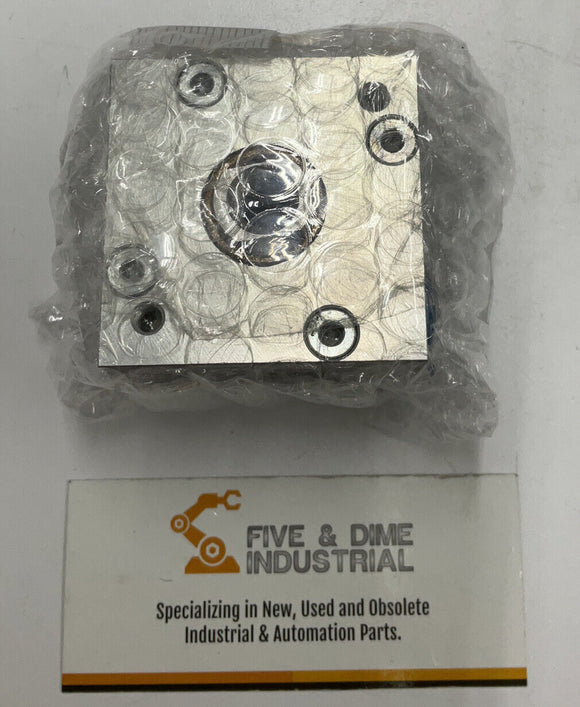 FIVE & DIME
INDUSTRIAL
Specializing in New, Used and Obsolete
Industrial & Automation Parts.